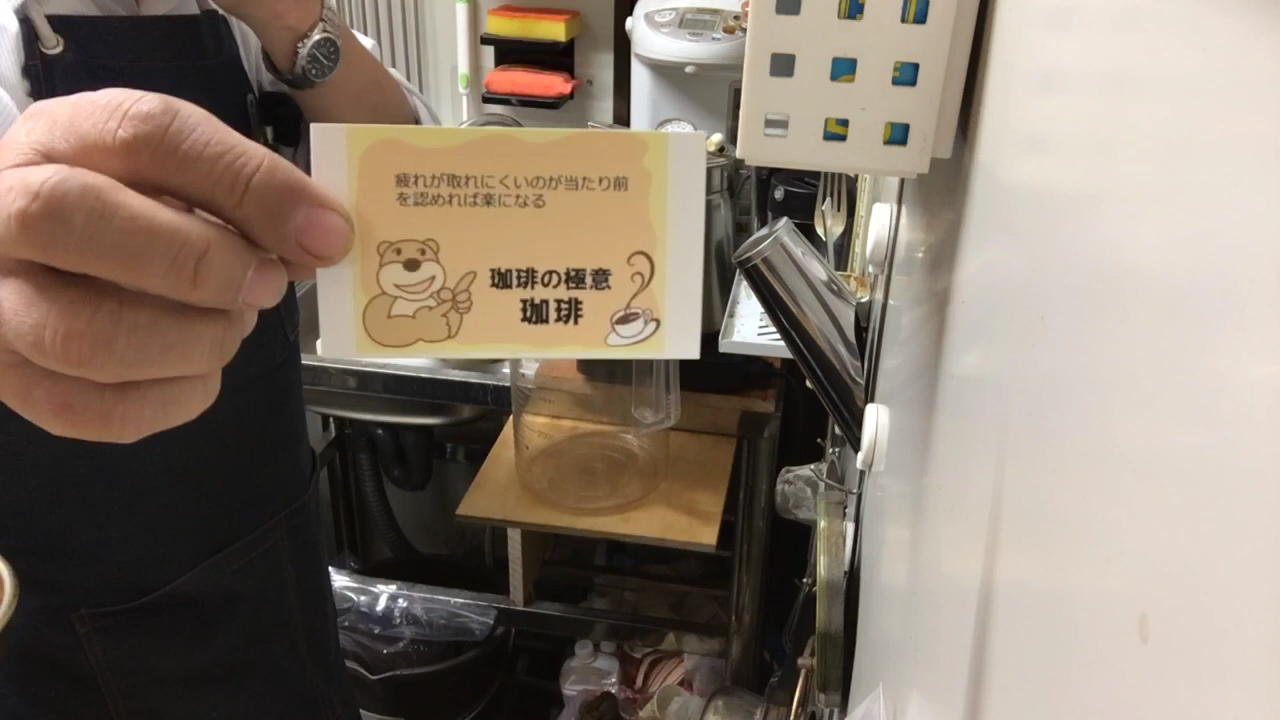 疲れが取れにくいのが当たり前
を認めれば楽になる
珈琲の極意
珈琲